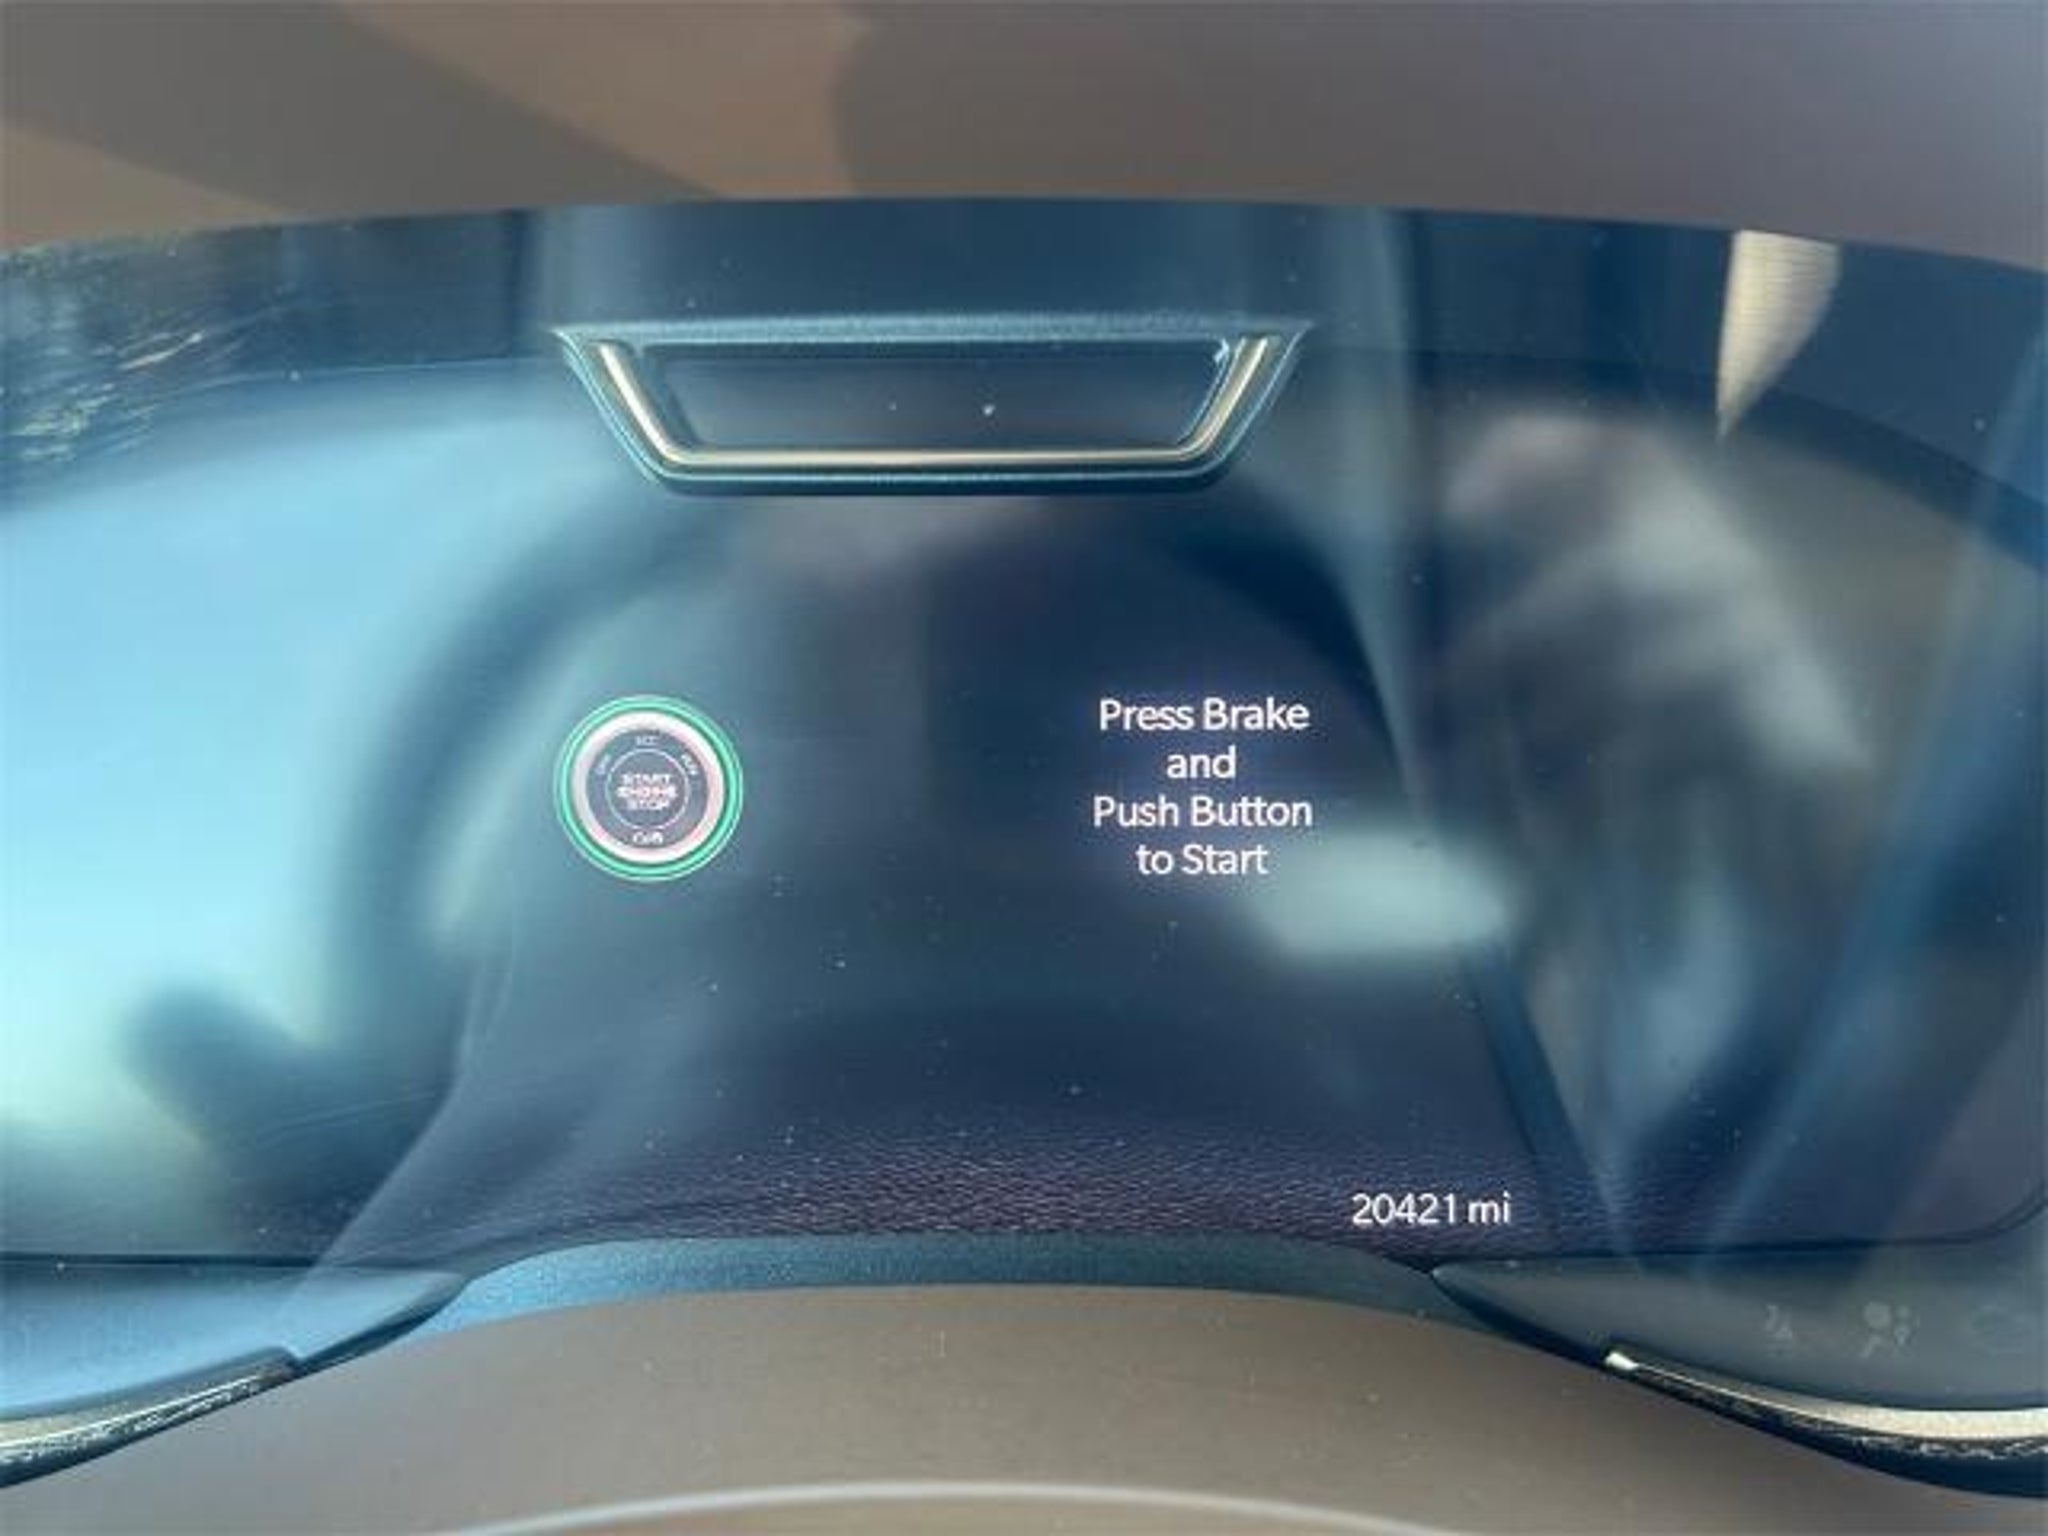 START
ENGINE
STOP
Press Brake
and
Push Button
to Start
20421 mi